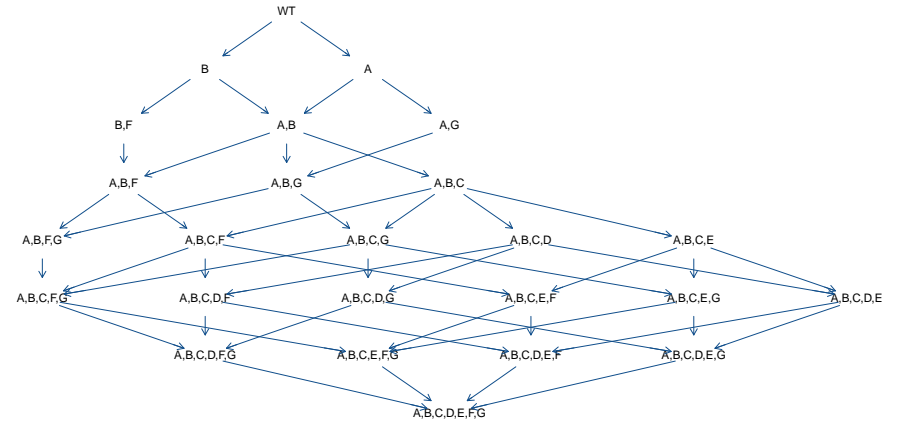 WT
B A
B,F A,B A,G
A,B,F A,B,G A,B,C
A,B,F,G A,B,C,F A,B,C,G A,B,C,D A,B,C,E
A,B,C,F,G A,B,C,D,F A,B,C,D,G A,B,C,E,F A,B,C,E,G A,B,C,D,E
A,B,C,D,F,G A,B,C,E,F,G A,B,C,D,E,F A,B,C,D,E,G
A,B,C,D,E,F,G